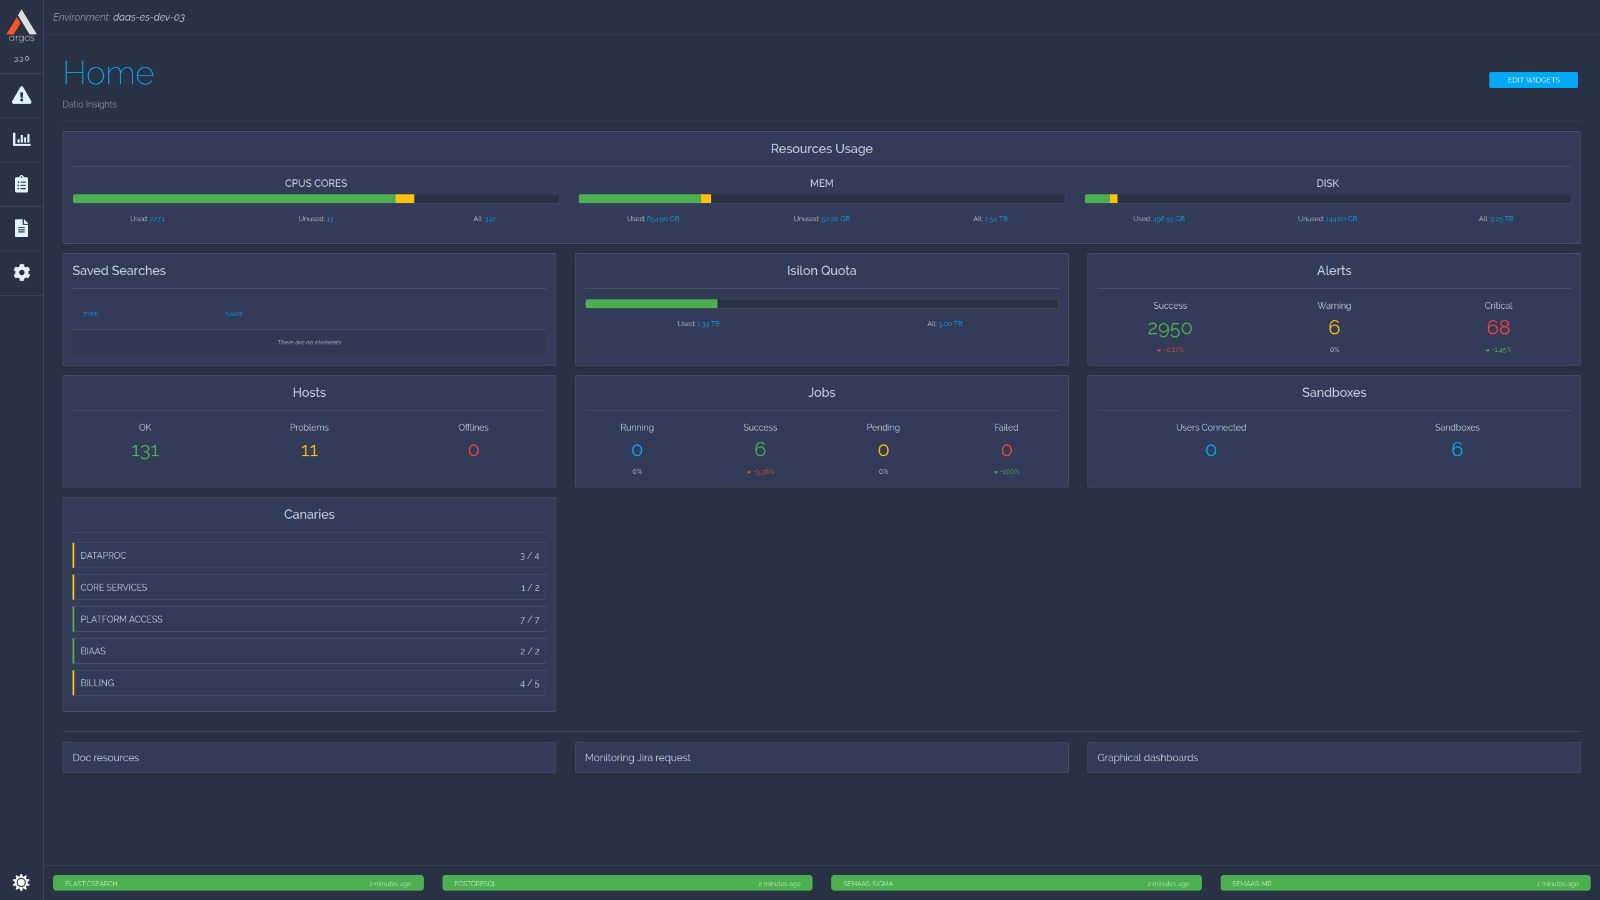 argos
3.3.0
Environment: daas-es-dev-03
Home
Datio Insights
EDIT WIDGETS
Resources Usage
CPUS CORES
Used: 227.1
Unused: 13
All: 342
MEM
Used: 654.90 GB
Unused: 52.00 GB
All: 2.54 TB
DISK
Used: 496.55 GB
Unused: 144.00 GB
All: 9.25 TB
Saved Searches
TYPE NAME
There are no elements
Isilon Quota
Used: 1.39 TB
All: 5.00 TB
Alerts
Success Warning Critical
2950 6 68
-0.17% 0% -1.45%
Hosts
OK Problems Offlines
131 11 0
Jobs
Running Success Pending Failed
0 6 0 0
0% 0% -100%
Sandboxes
Users Connected Sandboxes
0 6
Canaries
DATAPROC 3 / 4
CORE SERVICES 1 / 2
PLATFORM ACCESS 7 / 7
BIAAS 2 / 2
BILLING 4 / 5
Doc resources
Monitoring Jira request
Graphical dashboards
ELASTICSEARCH 2 minutes ago
POSTGRESQL 2 minutes ago
SEMAAS-SIGMA 2 minutes ago
SEMAAS-MR 2 minutes ago